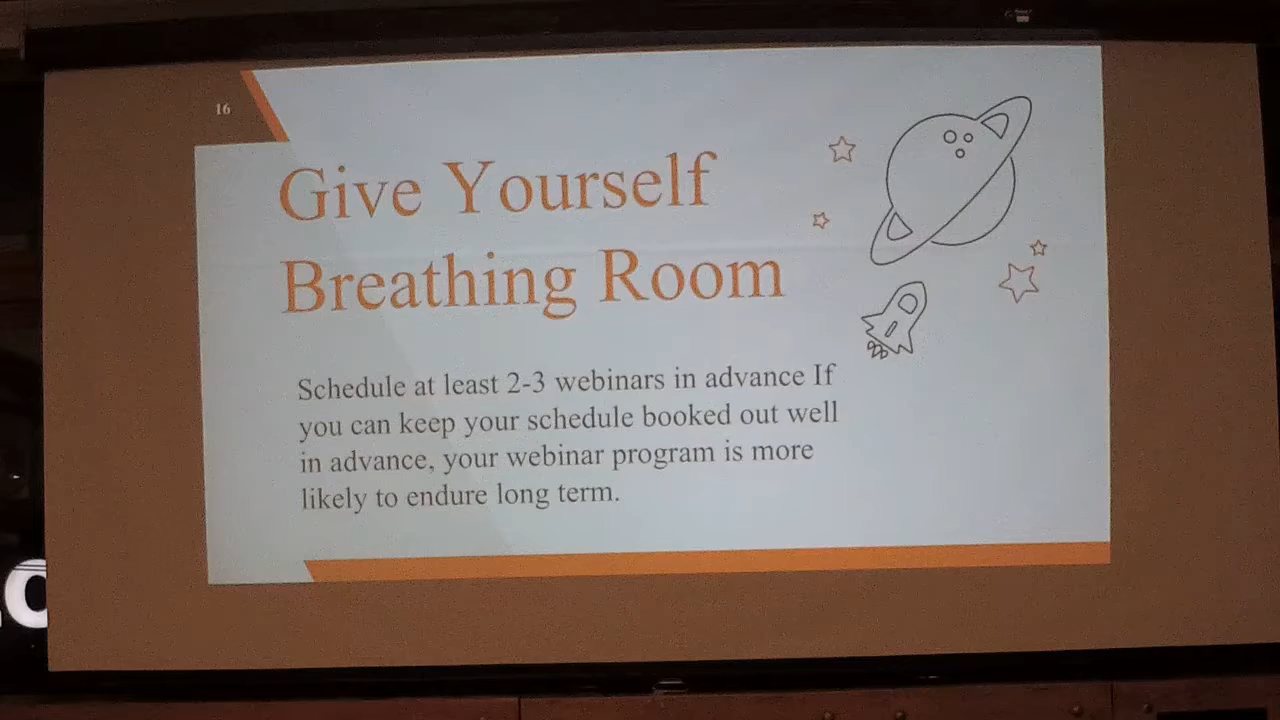 16
Give Yourself
Breathing Room
Schedule at least 2-3 webinars in advance If
you can keep your schedule booked out well
in advance, your webinar program is more
likely to endure long term.